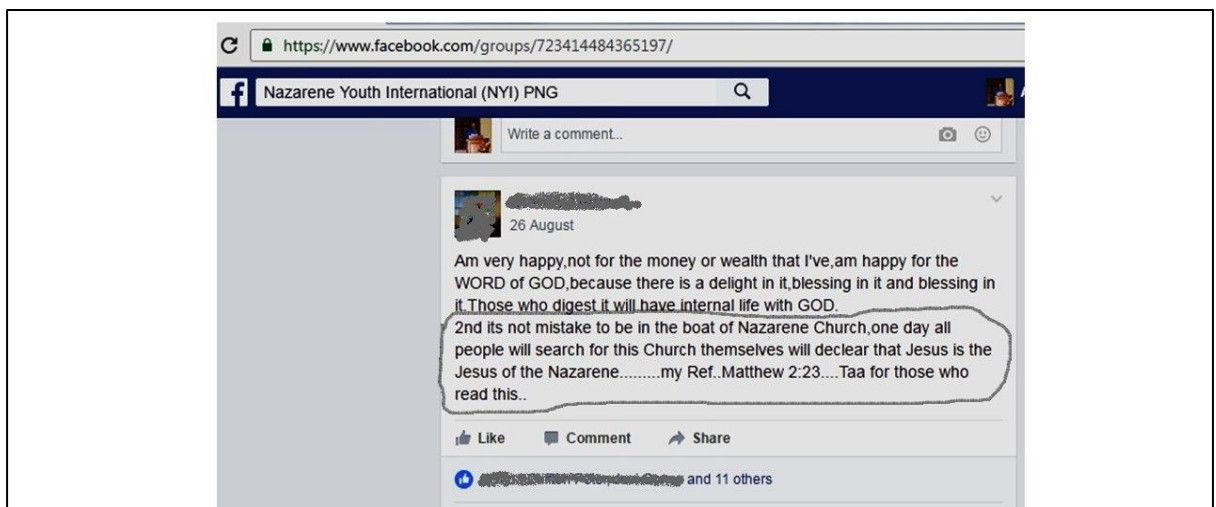 https://www.facebook.com/groups/723414484365197/
f Nazarene Youth International (NYI) PNG
Write a comment...
26 August
Am very happy,not for the money or wealth that I've,am happy for the
WORD of GOD,because there is a delight in it,blessing in it and blessing in
it.Those who digest it will have internal life with GOD.
2nd its not mistake to be in the boat of Nazarene Church,one day all
people will search for this Church themselves will declear that Jesus is the
Jesus of the Nazarene.........my Ref..Matthew 2:23....Taa for those who
read this..
Like Comment Share
and 11 others